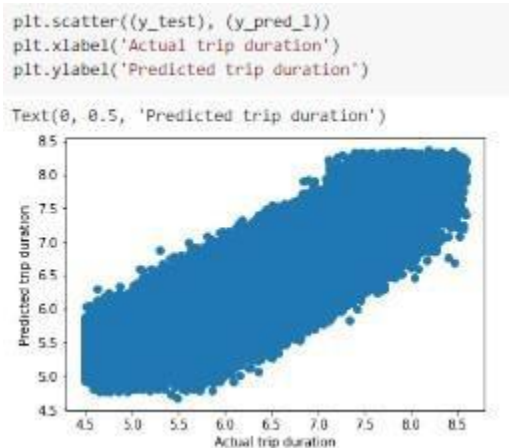 plt.scatter((y_test), (y_pred_1))
plt.xlabel('Actual trip duration')
plt.ylabel('Predicted trip duration')
Text(0, 0.5, 'Predicted trip duration')
8.5
8.0
7.5
7.0
6.5
6.0
5.5
5.0
4.5
Predicted trip duration
4.5 5.0 5.5 6.0 6.5 7.0 7.5 8.0 8.5
Actual trip duration